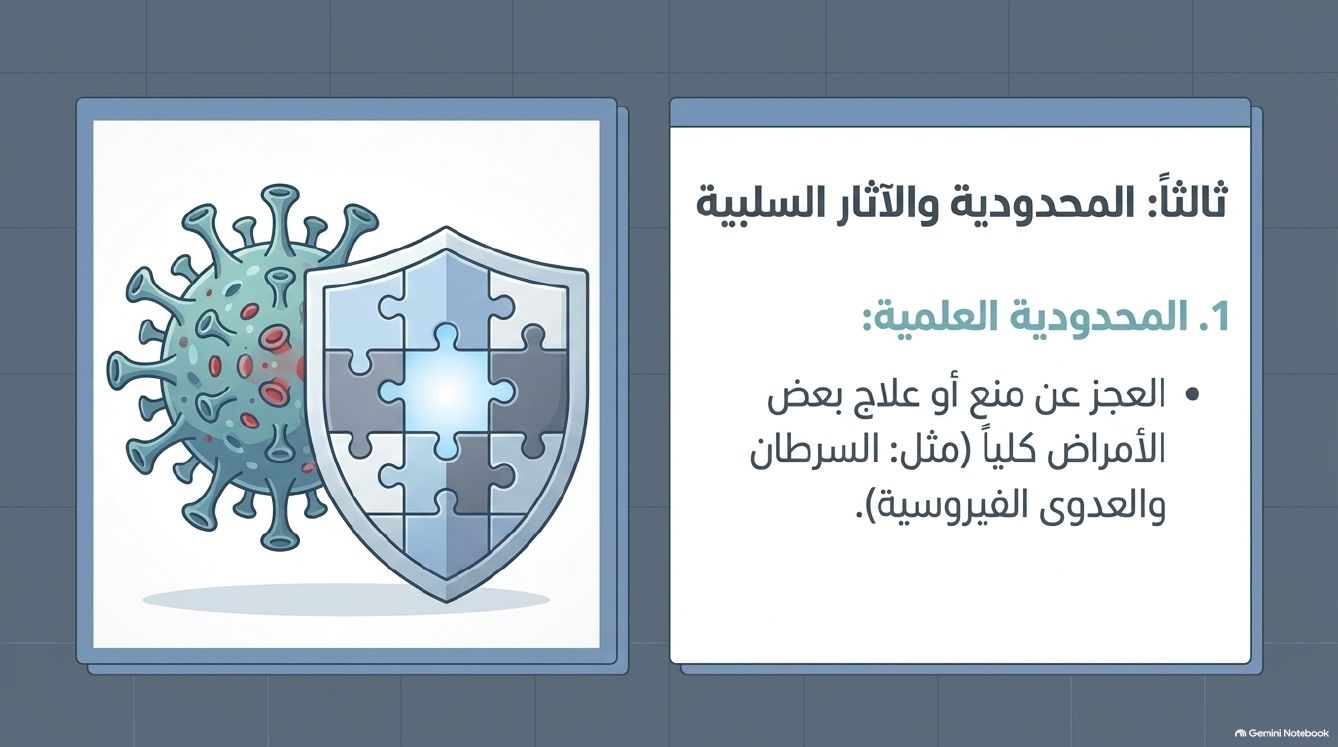 ثالثاً: المحدودية والآثار السلبية
1. المحدودية العلمية:
• العجز عن منع أو علاج بعض
الأمراض كلياً (مثل: السرطان
والعدوى الفيروسية).
Gemini Notebook